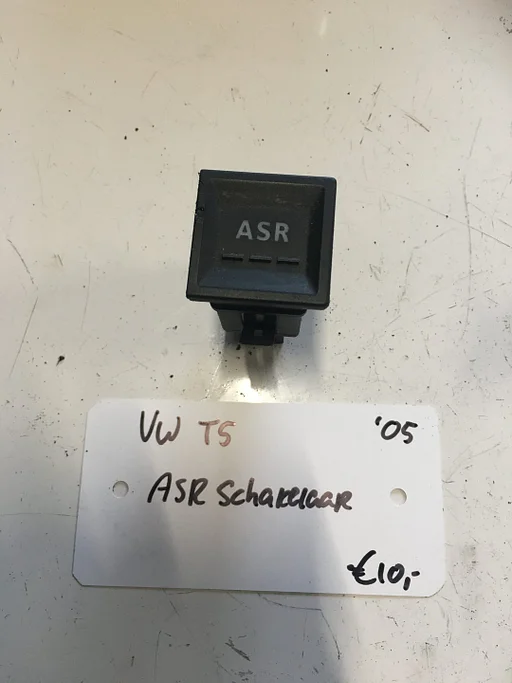 ASR
VW T5 '05
ASR Schakelaar
€10,-